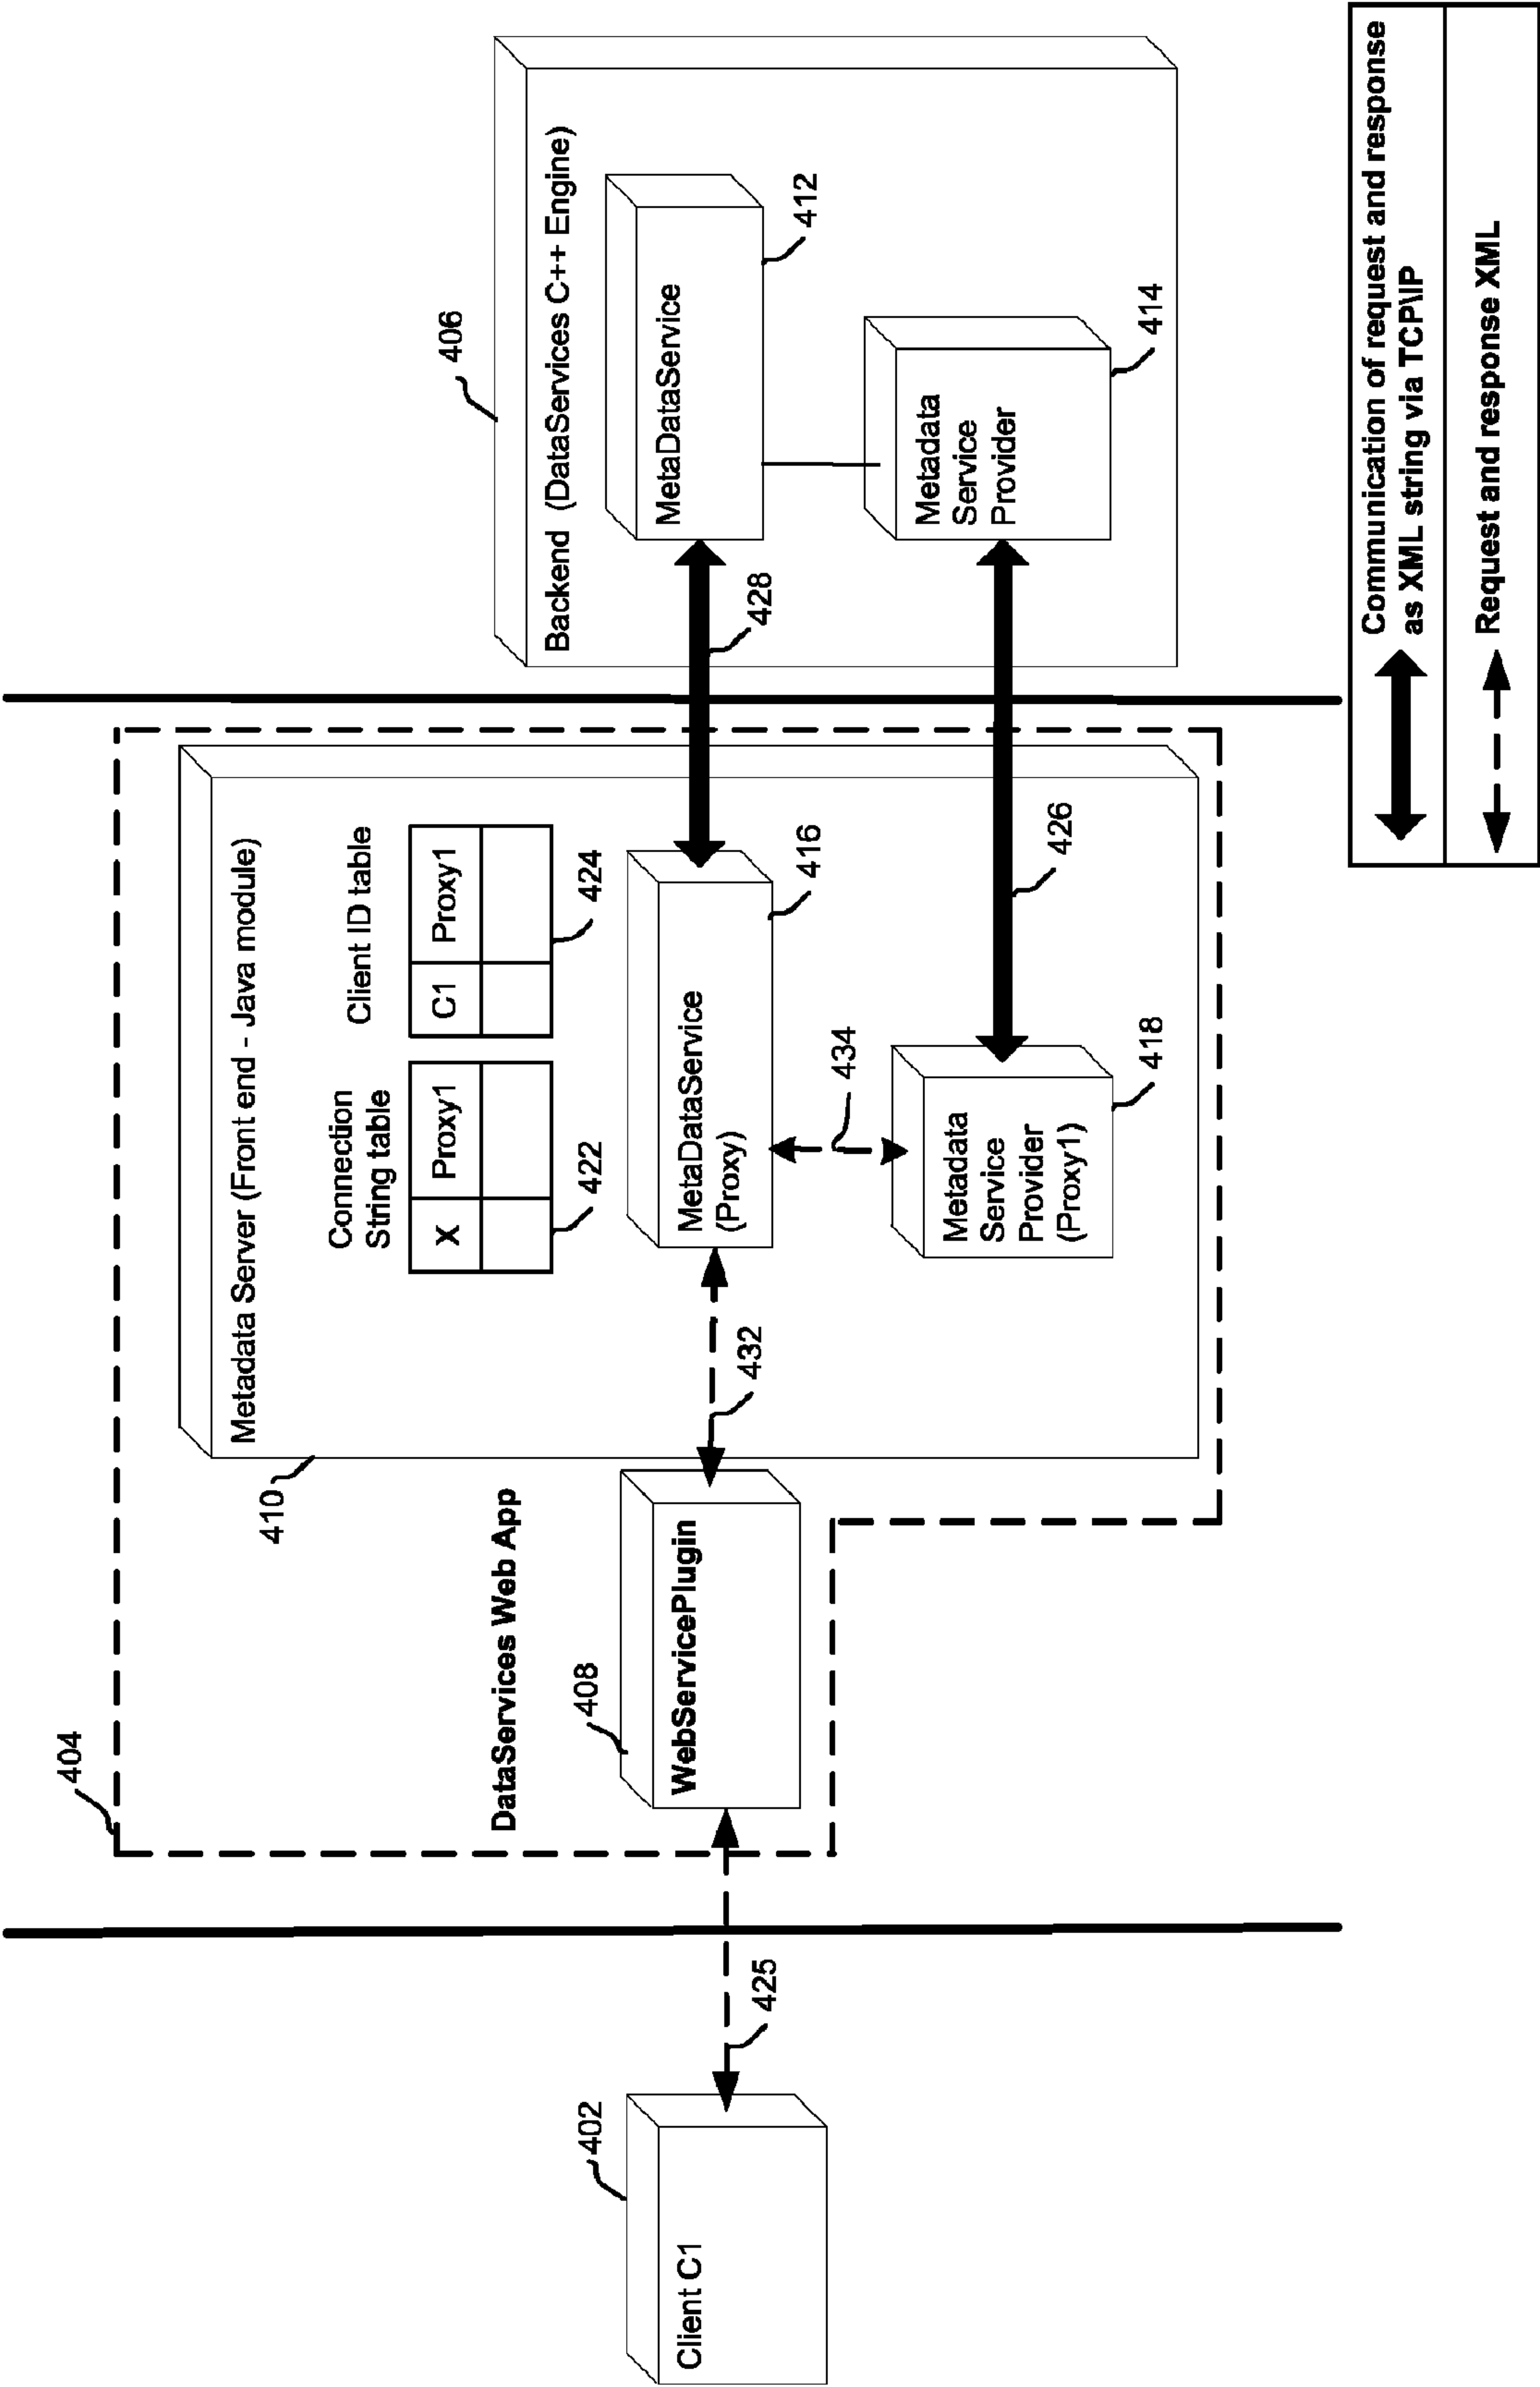 404
DataServices Web App
410
Metadata Server (Front end - Java module)
Connection
String table
X
Proxy1
422
Client ID table
C1
Proxy1
424
406
Backend (DataServices C++ Engine)
MetaDataService
412
402
Client C1
425
408
WebServicePlugin
432
MetaDataService
(Proxy)
416
428
434
Metadata
Service
Provider
(Proxy1)
418
426
Metadata
Service
Provider
414
Communication of request and response
as XML string via TCP\IP
Request and response XML